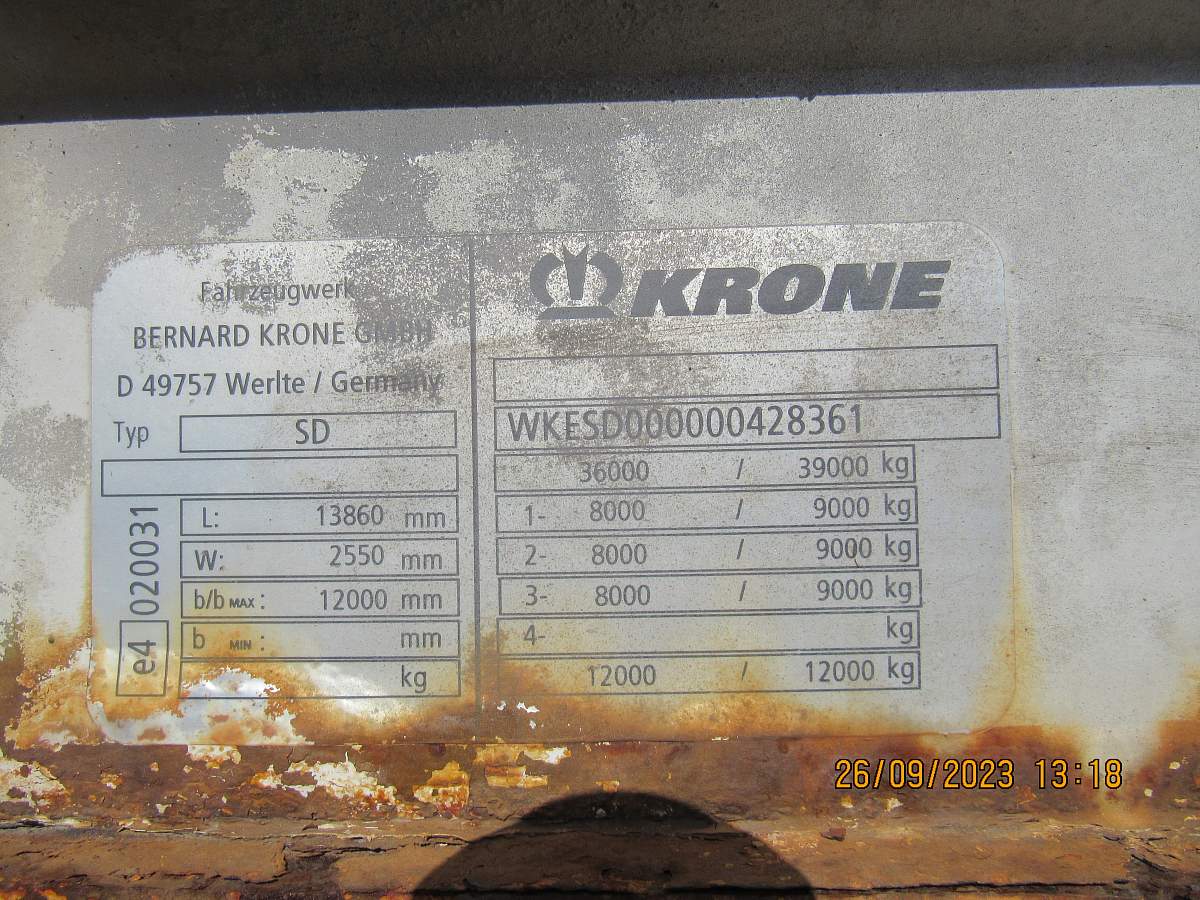 Fahrzeugwerk
BERNARD KRONE GMBH
D 49757 Werlte / Germany
Typ SD
L: 13860 mm
W: 2550 mm
b/b MAX : 12000 mm
b MIN : mm
kg
e4 020031
KRONE
WKESD000000428361
36000 / 39000 kg
1- 8000 / 9000 kg
2- 8000 / 9000 kg
3- 8000 / 9000 kg
4- kg
12000 / 12000 kg
26/09/2023 13:18